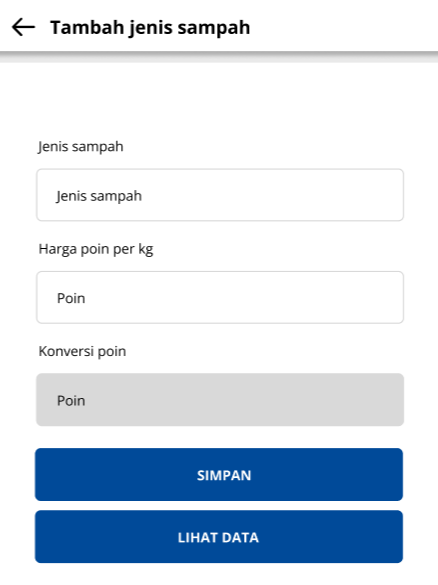 Tambah jenis sampah
Jenis sampah
Jenis sampah
Harga poin per kg
Poin
Konversi poin
Poin
SIMPAN
LIHAT DATA